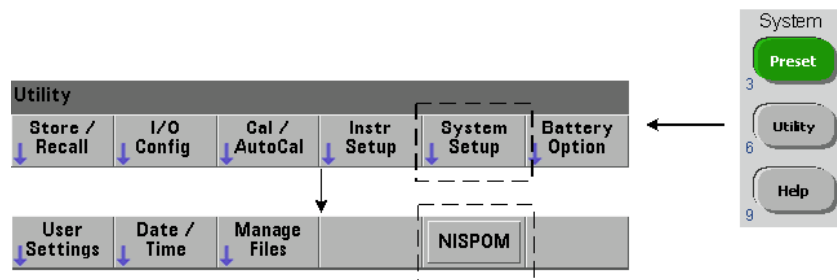 System
Preset
3
Utility
6
Help
9
Utility
Store /
Recall
I/O
Config
Cal /
AutoCal
Instr
Setup
System
Setup
Battery
Option
User
Settings
Date /
Time
Manage
Files
NISPOM